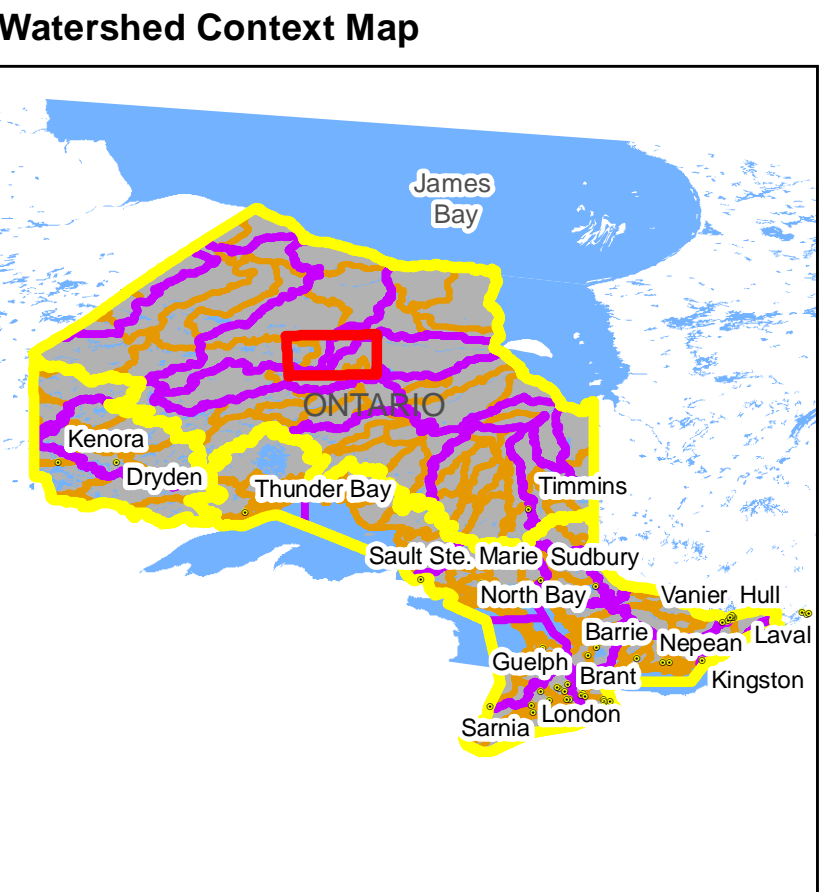 Watershed Context Map
James
Bay
ONTARIO
Kenora
Dryden
Thunder Bay
Timmins
Sault Ste. Marie
Sudbury
North Bay
Vanier
Hull
Barrie
Nepean
Laval
Guelph
Brant
Kingston
London
Sarnia